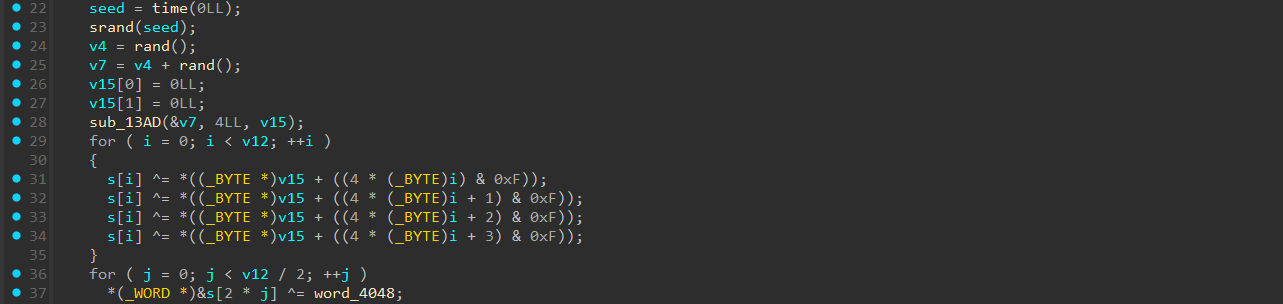 22 seed = time(0LL);
23 srand(seed);
24 v4 = rand();
25 v7 = v4 + rand();
26 v15[0] = 0LL;
27 v15[1] = 0LL;
28 sub_13AD(&v7, 4LL, v15);
29 for ( i = 0; i < v12; ++i )
30 {
31 s[i] ^= *((_BYTE *)v15 + ((4 * (_BYTE)i) & 0xF));
32 s[i] ^= *((_BYTE *)v15 + ((4 * (_BYTE)i + 1) & 0xF));
33 s[i] ^= *((_BYTE *)v15 + ((4 * (_BYTE)i + 2) & 0xF));
34 s[i] ^= *((_BYTE *)v15 + ((4 * (_BYTE)i + 3) & 0xF));
35 }
36 for ( j = 0; j < v12 / 2; ++j )
37 *(_WORD *)&s[2 * j] ^= word_4048;